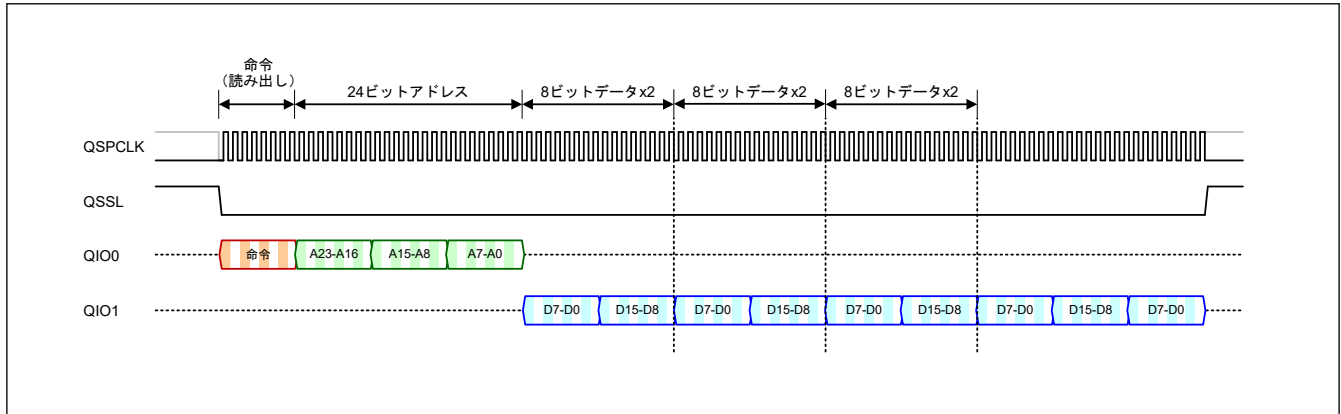 命令
(読み出し)
24ビットアドレス
8ビットデータx2
8ビットデータx2
8ビットデータx2
QSPCLK
QSSL
QIO0
命令
A23-A16
A15-A8
A7-A0
QIO1
D7-D0
D15-D8
D7-D0
D15-D8
D7-D0
D15-D8
D7-D0
D15-D8
D7-D0